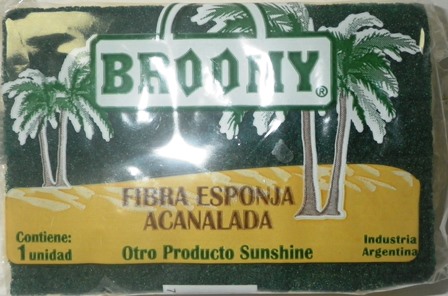 BROOMY®
FIBRA ESPONJA
ACANALADA
Contiene:
1 unidad
Otro Producto Sunshine
Industria
Argentina